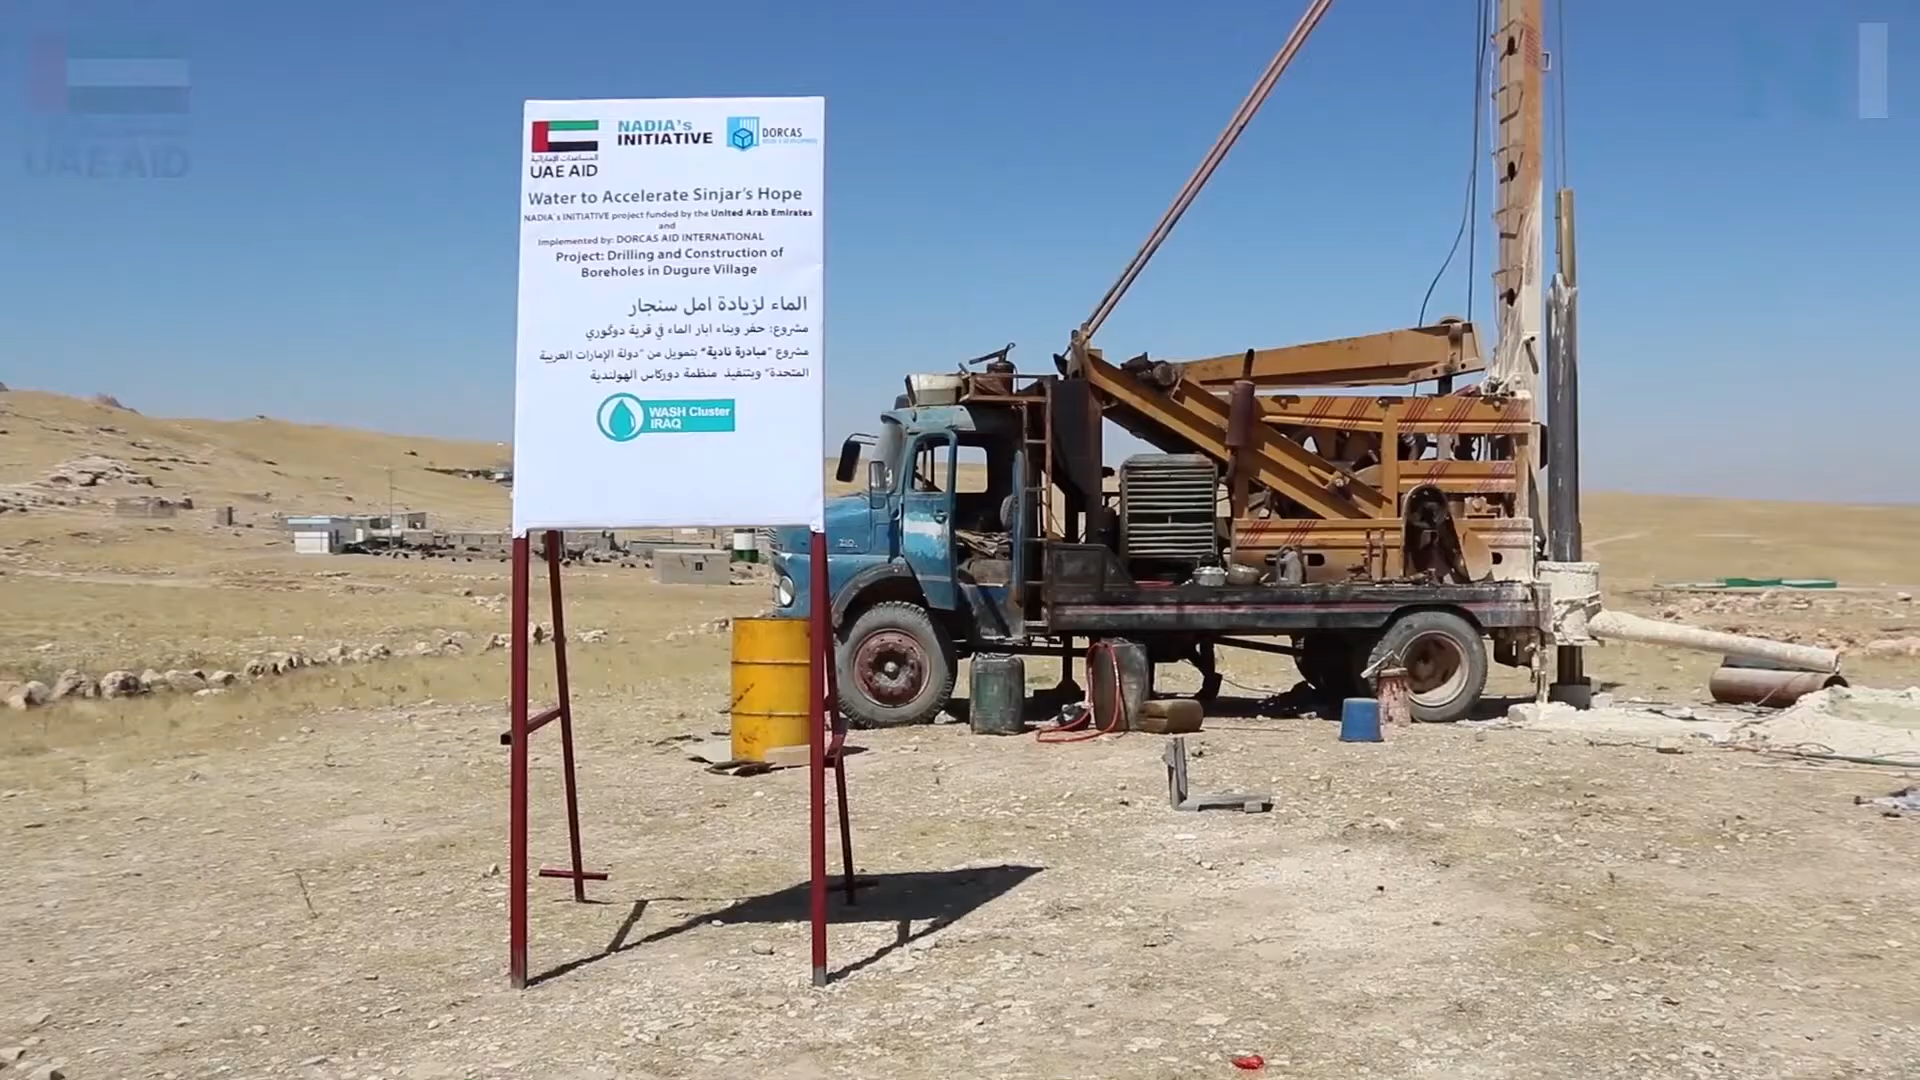 UAE AID
NI
المساعدات الإماراتية
UAE AID
NADIA's
INITIATIVE
DORCAS
Water to Accelerate Sinjar's Hope
NADIA's INITIATIVE project funded by the United Arab Emirates
and
Implemented by: DORCAS AID INTERNATIONAL
Project: Drilling and Construction of
Boreholes in Dugure Village
الماء لزيادة امل سنجار
مشروع: حفر وبناء ابار الماء في قرية دوگوري
مشروع "مبادرة نادية" بتمويل من "دولة الإمارات العربية
المتحدة" وبتنفيذ منظمة دوركاس الهولندية
WASH Cluster
IRAQ